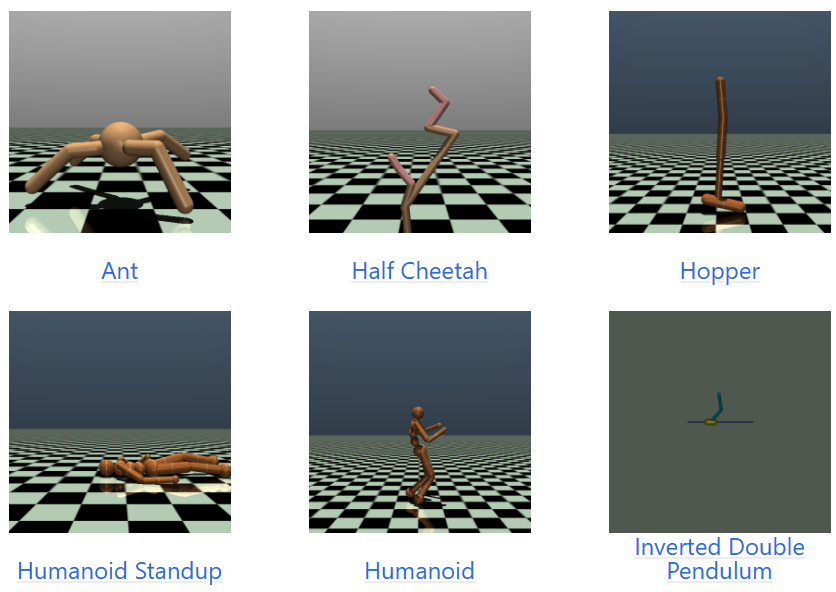 Ant
Half Cheetah
Hopper
Humanoid Standup
Humanoid
Inverted Double
Pendulum